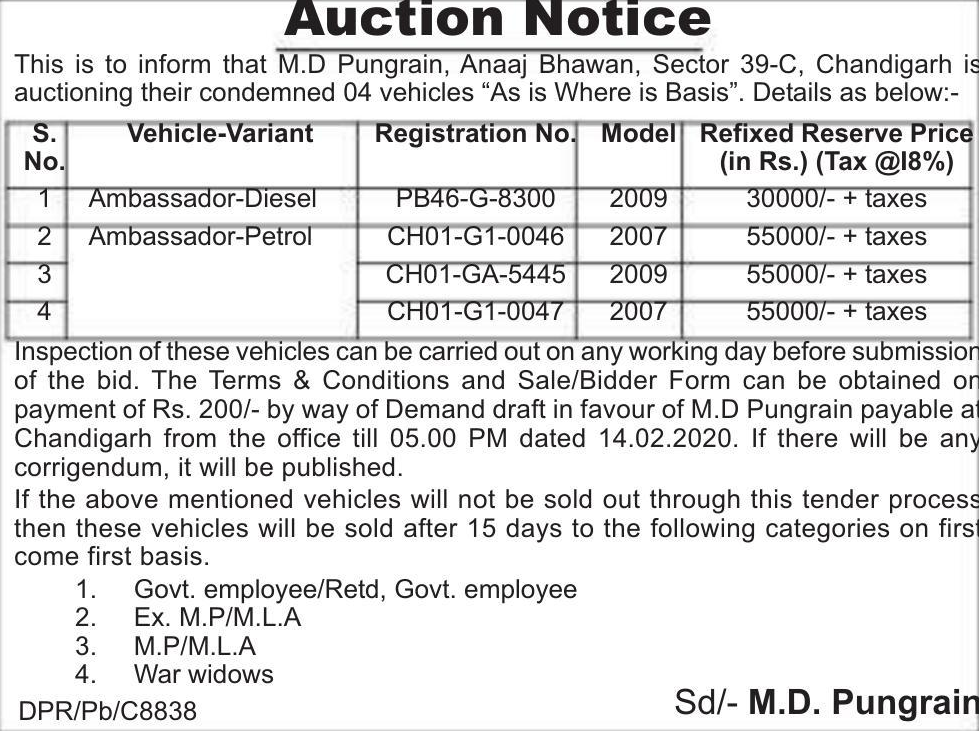 Auction Notice
This is to inform that M.D Pungrain, Anaaj Bhawan, Sector 39-C, Chandigarh is
auctioning their condemned 04 vehicles “As is Where is Basis”. Details as below:-
S. No. Vehicle-Variant Registration No. Model Refixed Reserve Price (in Rs.) (Tax @I8%)
1 Ambassador-Diesel PB46-G-8300 2009 30000/- + taxes
2 Ambassador-Petrol CH01-G1-0046 2007 55000/- + taxes
3 CH01-GA-5445 2009 55000/- + taxes
4 CH01-G1-0047 2007 55000/- + taxes
Inspection of these vehicles can be carried out on any working day before submission
of the bid. The Terms & Conditions and Sale/Bidder Form can be obtained on
payment of Rs. 200/- by way of Demand draft in favour of M.D Pungrain payable at
Chandigarh from the office till 05.00 PM dated 14.02.2020. If there will be any
corrigendum, it will be published.
If the above mentioned vehicles will not be sold out through this tender process
then these vehicles will be sold after 15 days to the following categories on first
come first basis.
1. Govt. employee/Retd, Govt. employee
2. Ex. M.P/M.L.A
3. M.P/M.L.A
4. War widows
DPR/Pb/C8838
Sd/- M.D. Pungrain